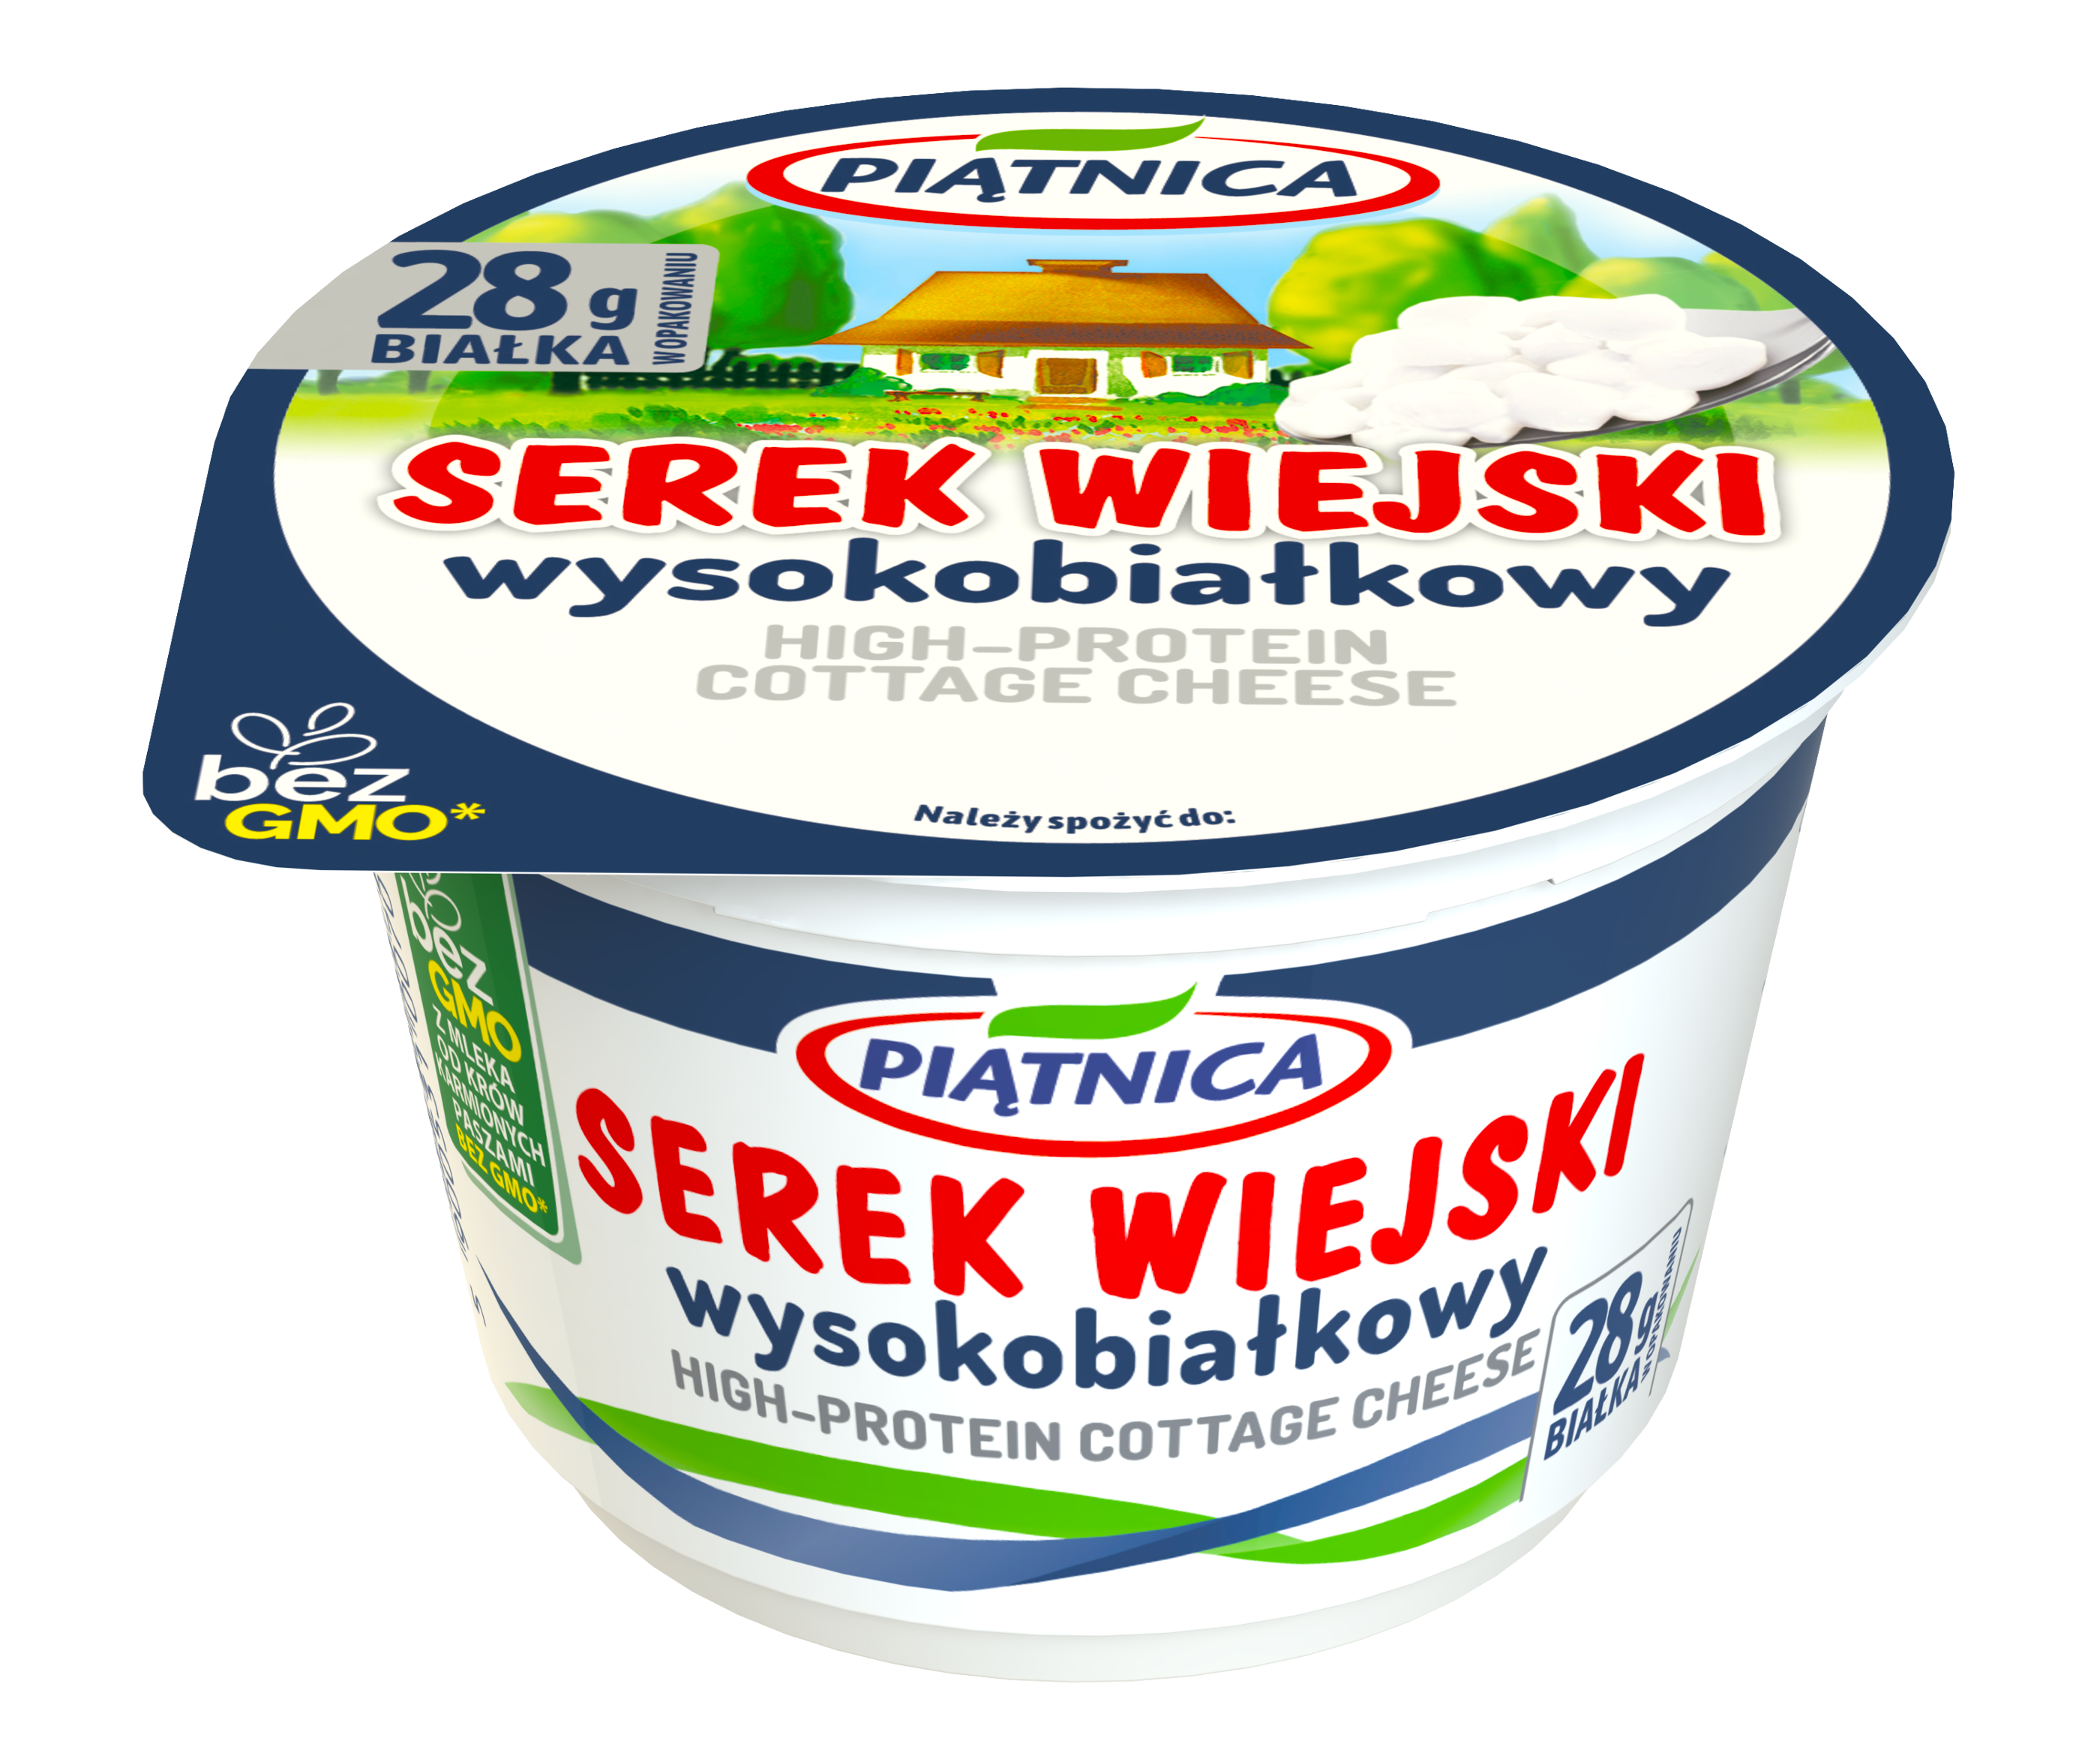 PIĄTNICA
28 g
BIAŁKA
W OPAKOWANIU
SEREK WIEJSKI
wysokobiałkowy
HIGH-PROTEIN
COTTAGE CHEESE
bez
GMO*
Należy spożyć do:
bez
GMO
Z MLEKA
OD KRÓW
KARMIONYCH
PASZAMI
BEZ GMO*
PIĄTNICA
SEREK WIEJSKI
wysokobiałkowy
HIGH-PROTEIN COTTAGE CHEESE
28g
BIAŁKA
W OPAKOWANIU